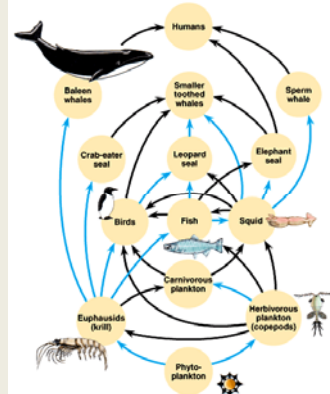 Humans
Baleen
whales
Smaller
toothed
whales
Sperm
whale
Crab-eater
seal
Leopard
seal
Elephant
seal
Birds
Fish
Squid
Carnivorous
plankton
Euphausids
(krill)
Herbivorous
plankton
(copepods)
Phyto-
plankton